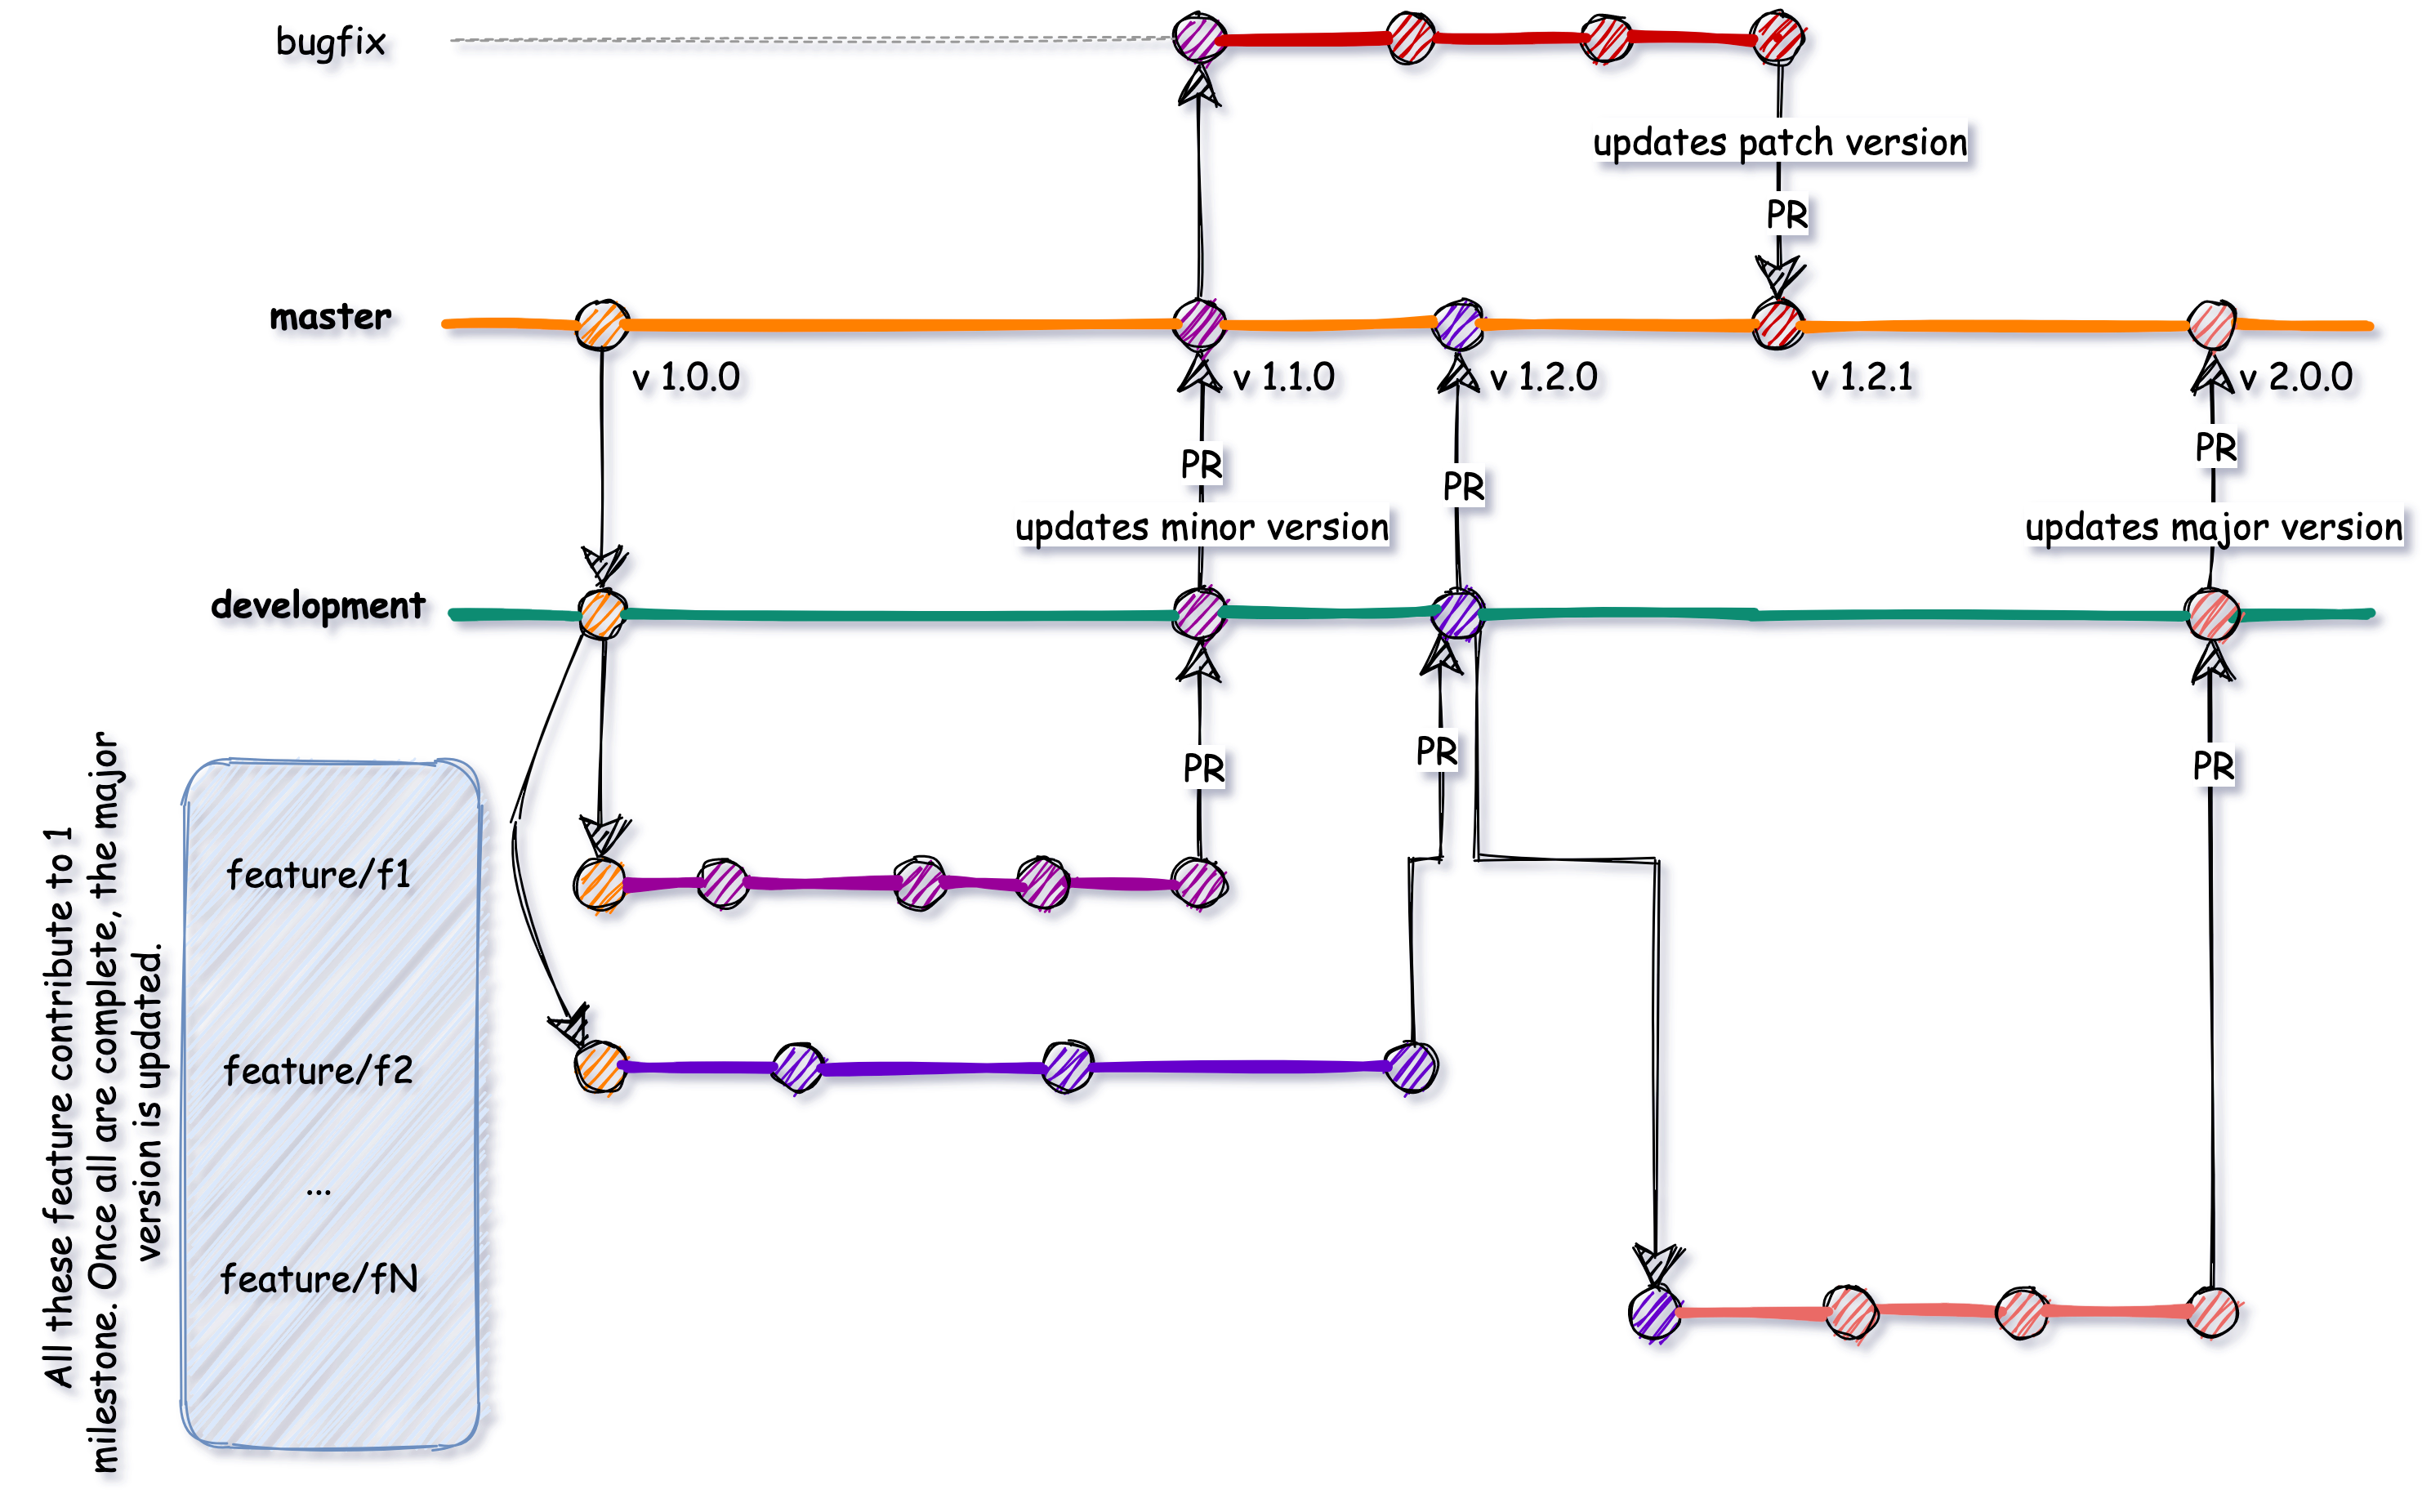 bugfix
updates patch version
PR
master
v 1.0.0
v 1.1.0
v 1.2.0
v 1.2.1
v 2.0.0
PR
PR
PR
updates minor version
updates major version
development
PR
PR
PR
All these feature contribute to 1
milestone. Once all are complete, the major
version is updated.
feature/f1
feature/f2
...
feature/fN